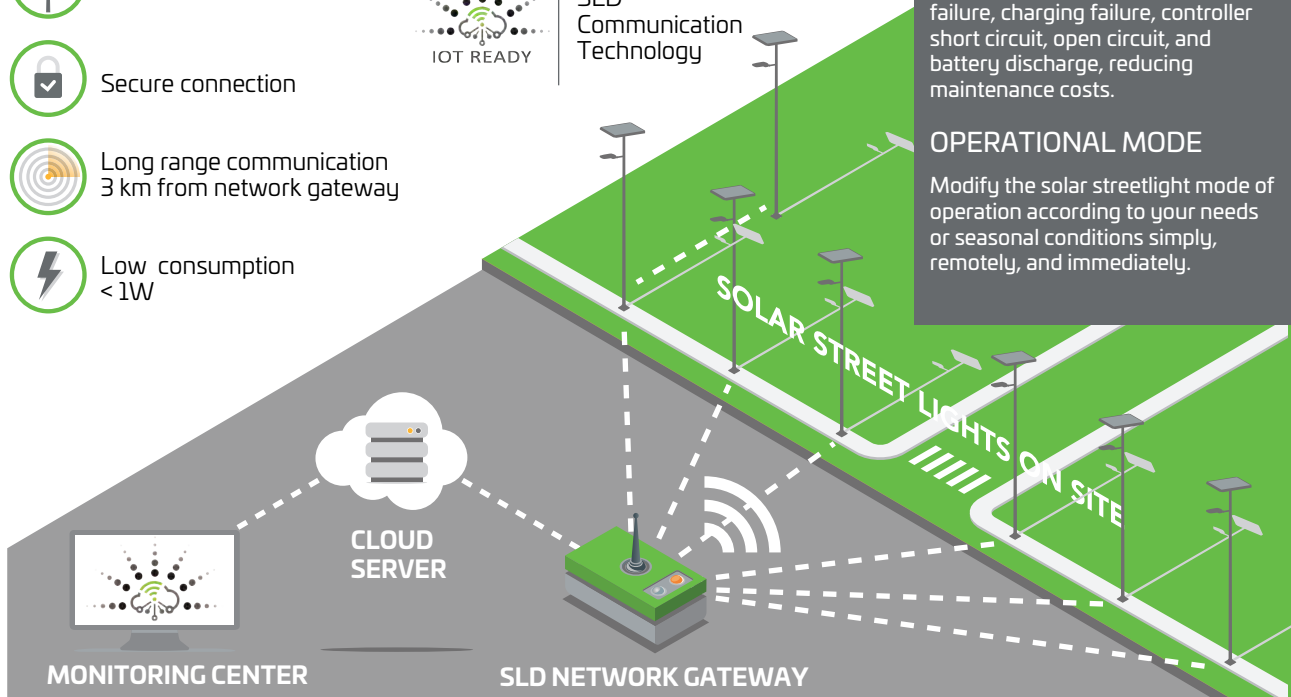 SLD
Communication
Technology
IOT READY
Secure connection
Long range communication
3 km from network gateway
Low consumption
< 1W
failure, charging failure, controller
short circuit, open circuit, and
battery discharge, reducing
maintenance costs.
OPERATIONAL MODE
Modify the solar streetlight mode of
operation according to your needs
or seasonal conditions simply,
remotely, and immediately.
SOLAR STREET LIGHTS ON SITE
CLOUD
SERVER
MONITORING CENTER
SLD NETWORK GATEWAY